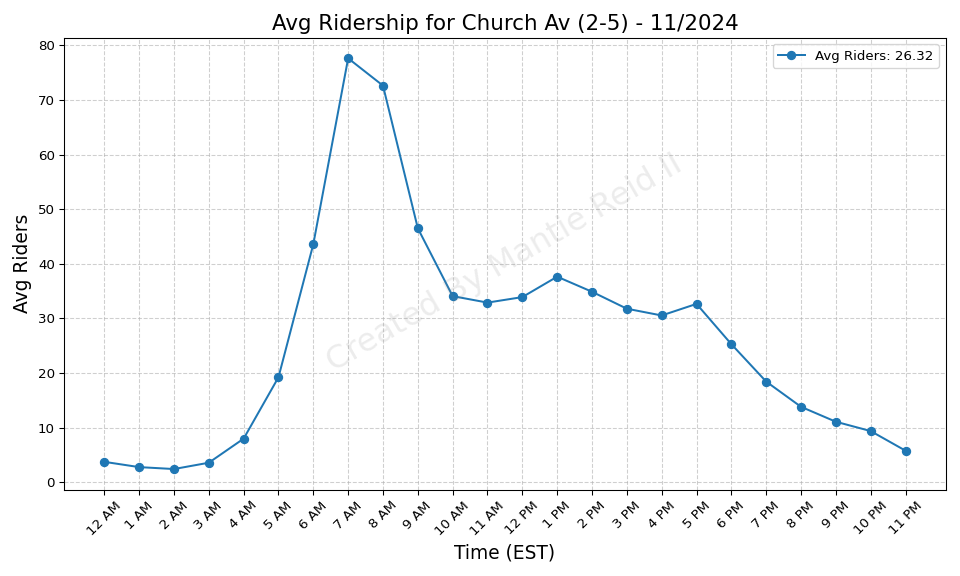 Avg Ridership for Church Av (2-5) - 11/2024
Avg Riders: 26.32
80
70
60
50
40
30
20
10
0
Avg Riders
Created By Mantie Reid II
12 AM
1 AM
2 AM
3 AM
4 AM
5 AM
6 AM
7 AM
8 AM
9 AM
10 AM
11 AM
12 PM
1 PM
2 PM
3 PM
4 PM
5 PM
6 PM
7 PM
8 PM
9 PM
10 PM
11 PM
Time (EST)